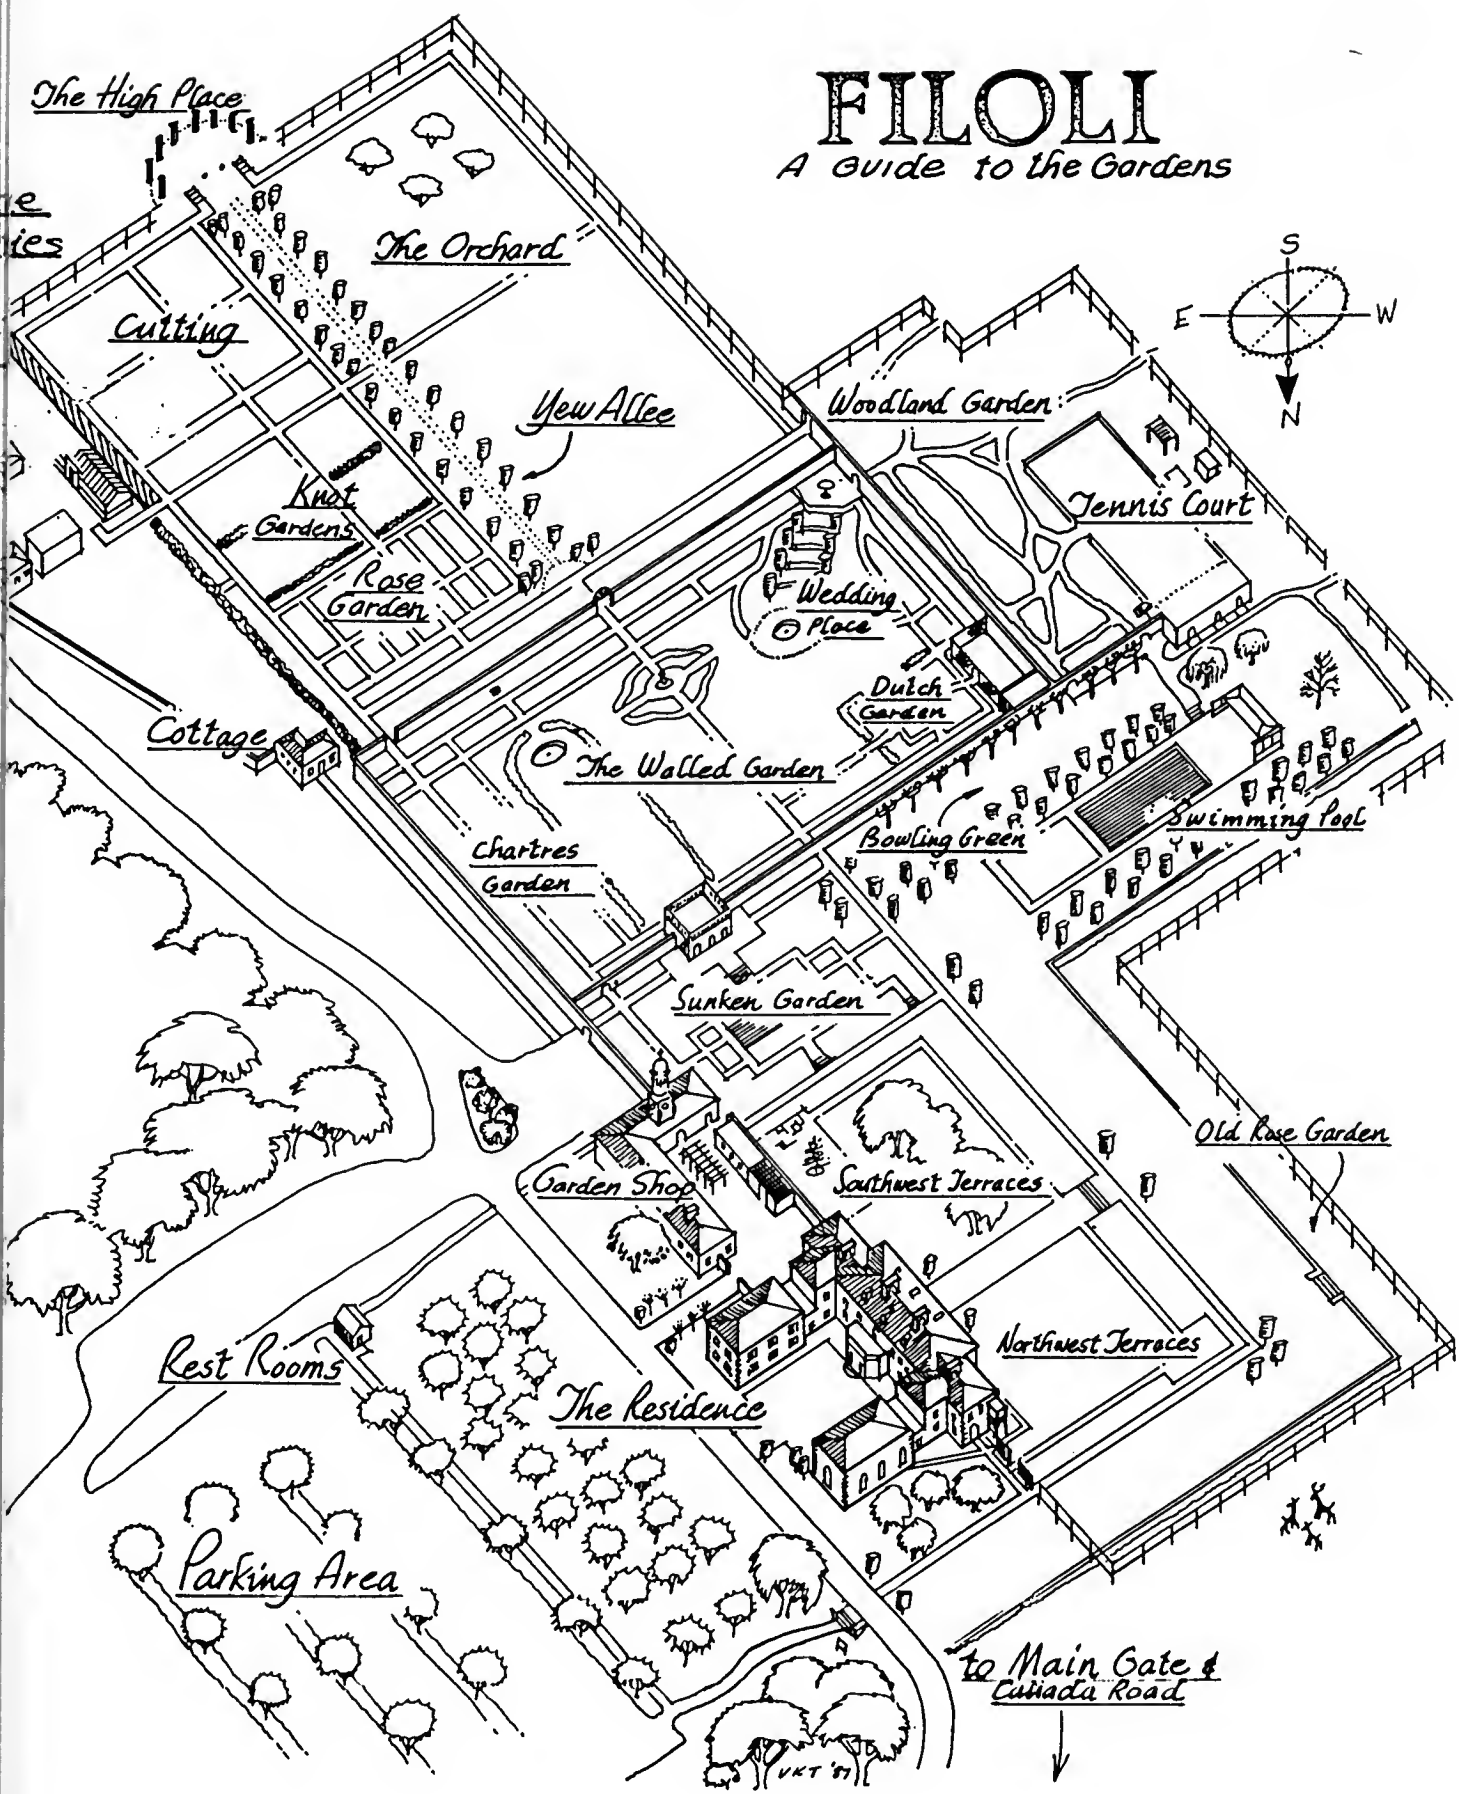 FILOLI
A Guide to the Gardens
The High Place
The Orchard
Cutting
S
E
W
N
Yew Allee
Woodland Garden
Tennis Court
Knot
Gardens
Rose
Garden
Wedding
Place
Dutch
Garden
Cottage
The Walled Garden
Bowling Green
Swimming Pool
Chartres
Garden
Sunken Garden
Old Rose Garden
Garden Shop
Southwest Terraces
Northwest Terraces
Rest Rooms
The Residence
Parking Area
to Main Gate &
Cañada Road
VKT '87